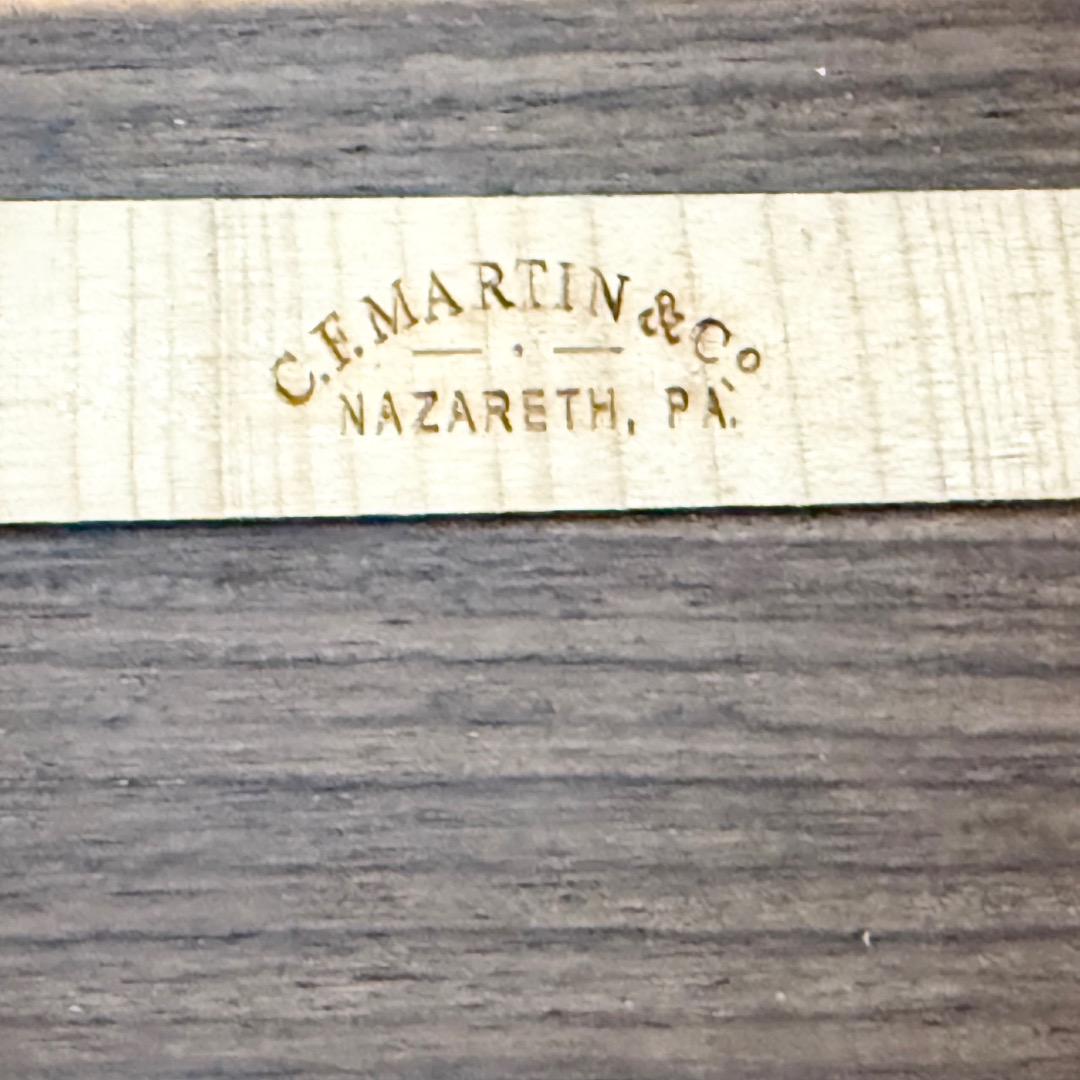 C.F. MARTIN & Co
NAZARETH, PA.